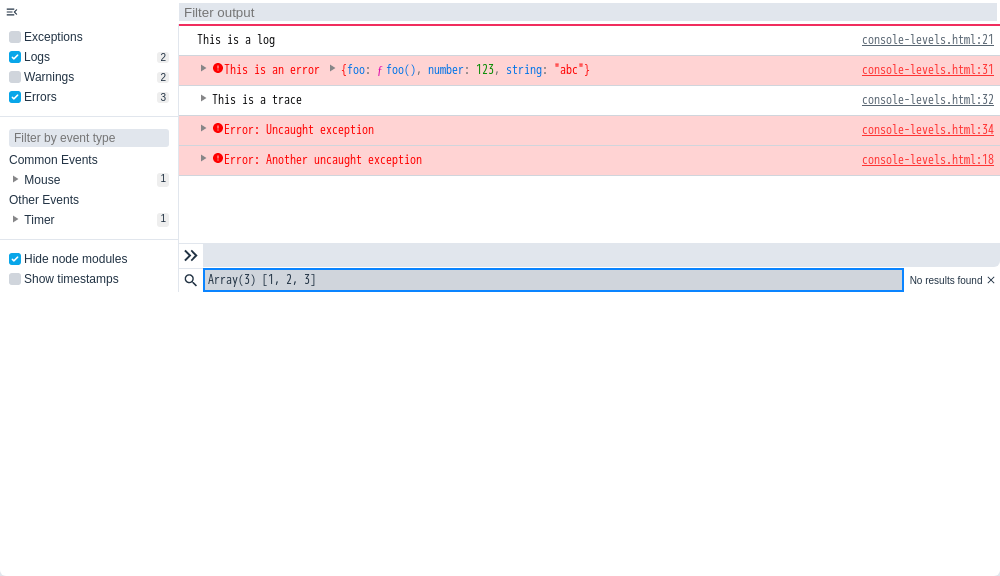 Filter output
Exceptions
Logs 2
Warnings 2
Errors 3
Filter by event type
Common Events
Mouse 1
Other Events
Timer 1
Hide node modules
Show timestamps
This is a log console-levels.html:21
This is an error {foo: ƒ foo(), number: 123, string: "abc"} console-levels.html:31
This is a trace console-levels.html:32
Error: Uncaught exception console-levels.html:34
Error: Another uncaught exception console-levels.html:18
Array(3) [1, 2, 3] No results found